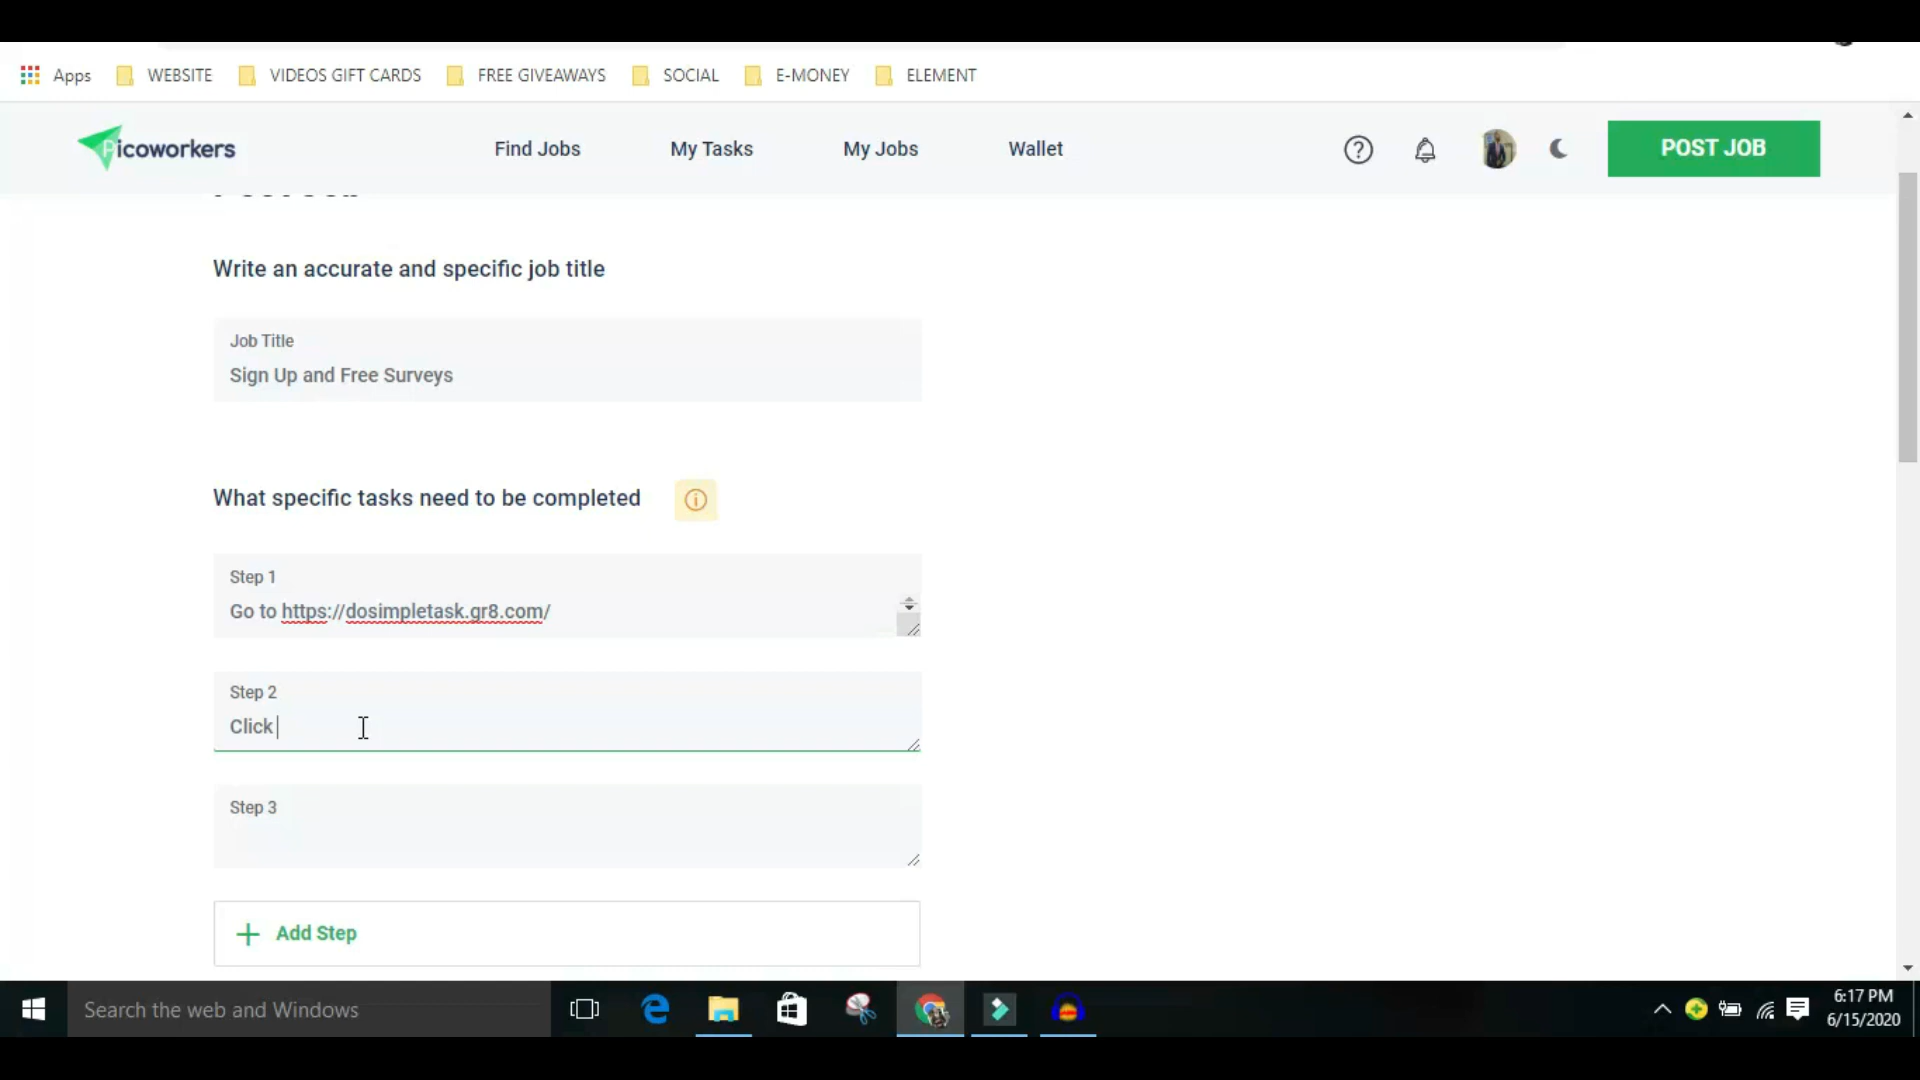 Apps WEBSITE VIDEOS GIFT CARDS FREE GIVEAWAYS SOCIAL E-MONEY ELEMENT
Picoworkers Find Jobs My Tasks My Jobs Wallet POST JOB
Write an accurate and specific job title
Job Title
Sign Up and Free Surveys
What specific tasks need to be completed
Step 1
Go to https://dosimpletask.gr8.com/
Step 2
Click
Step 3
+ Add Step
Search the web and Windows
6:17 PM
6/15/2020